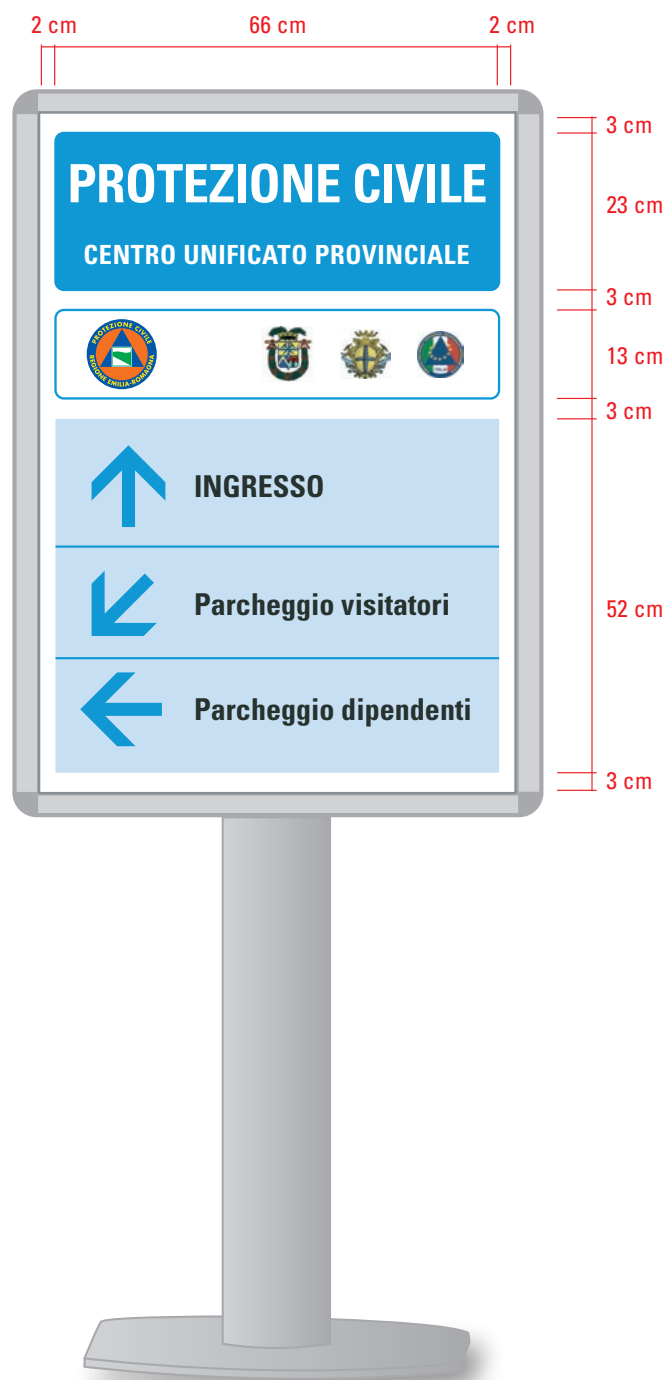 2 cm 66 cm 2 cm
3 cm
PROTEZIONE CIVILE
23 cm
CENTRO UNIFICATO PROVINCIALE
3 cm
PROTEZIONE CIVILE
REGIONE EMILIA-ROMAGNA
13 cm
3 cm
INGRESSO
Parcheggio visitatori
52 cm
Parcheggio dipendenti
3 cm